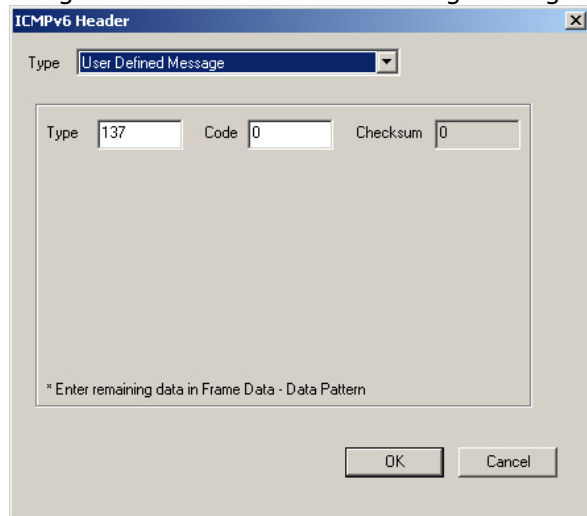 ICMPv6 Header
Type User Defined Message
Type 137 Code 0 Checksum 0
* Enter remaining data in Frame Data - Data Pattern
OK Cancel